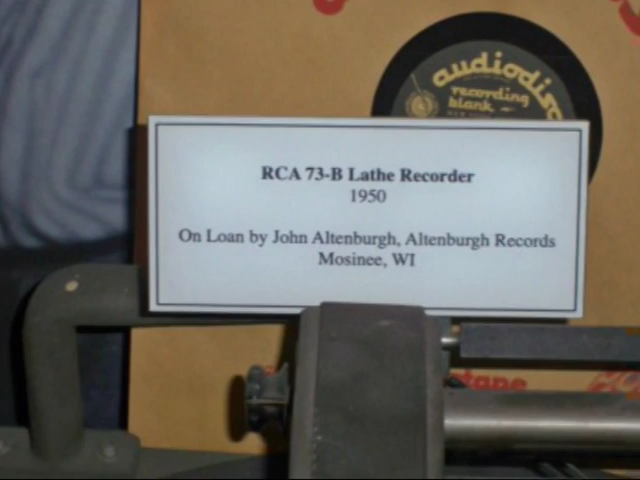 audiodisc
recording
blank
RCA 73-B Lathe Recorder
1950
On Loan by John Altenburgh, Altenburgh Records
Mosinee, WI